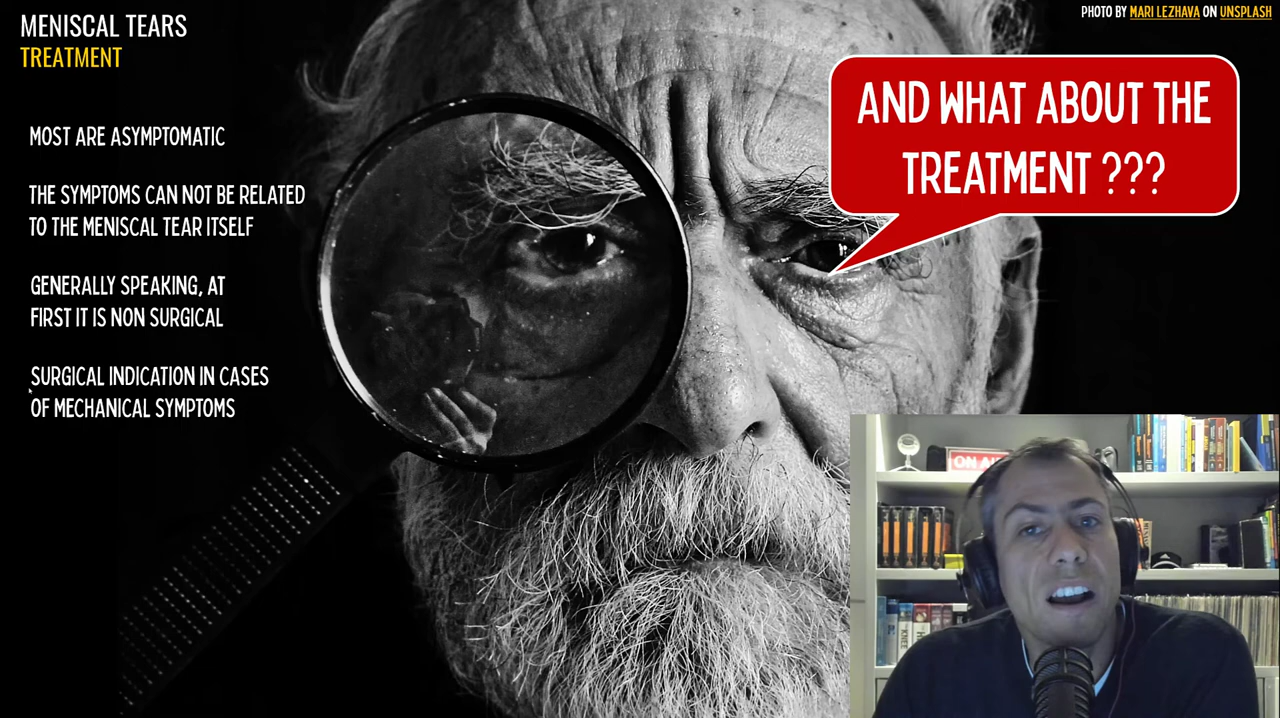 MENISCAL TEARS
TREATMENT
PHOTO BY MARI LEZHAVA ON UNSPLASH
AND WHAT ABOUT THE
TREATMENT ???
MOST ARE ASYMPTOMATIC
THE SYMPTOMS CAN NOT BE RELATED
TO THE MENISCAL TEAR ITSELF
GENERALLY SPEAKING, AT
FIRST IT IS NON SURGICAL
SURGICAL INDICATION IN CASES
OF MECHANICAL SYMPTOMS
ON AI
KNEE